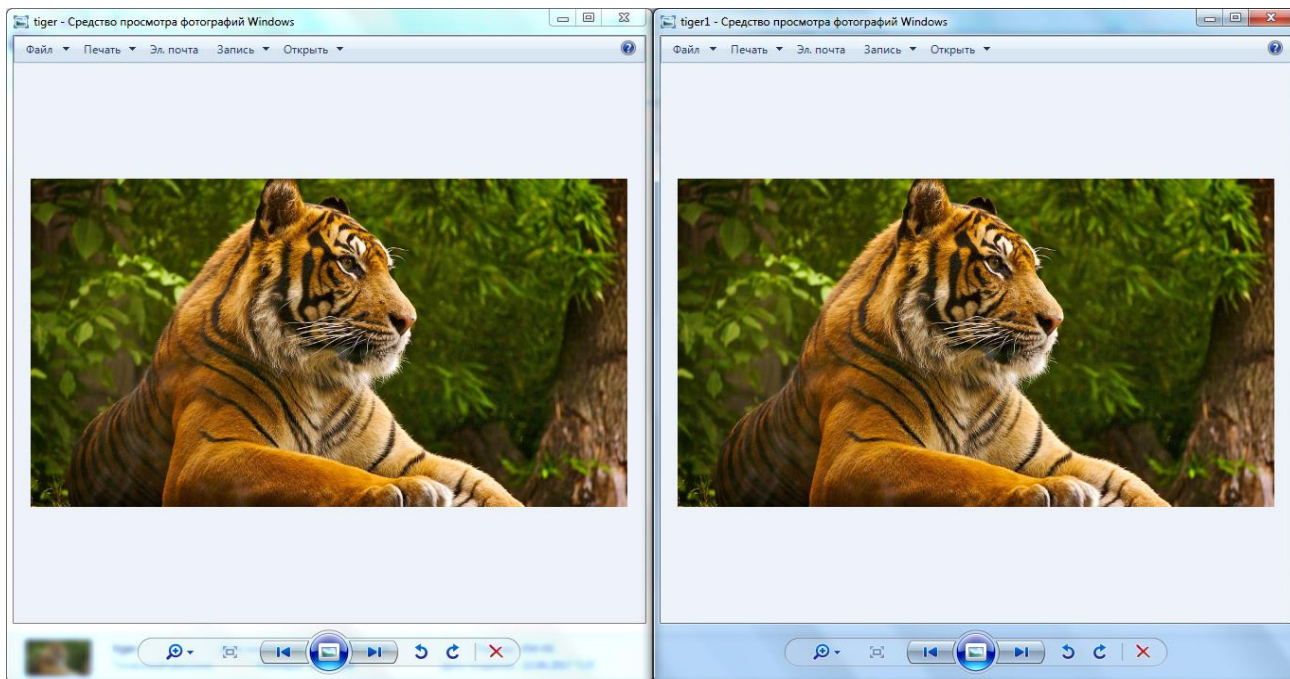 tiger - Средство просмотра фотографий Windows
Файл Печать Эл. почта Запись Открыть
tiger1 - Средство просмотра фотографий Windows
Файл Печать Эл. почта Запись Открыть